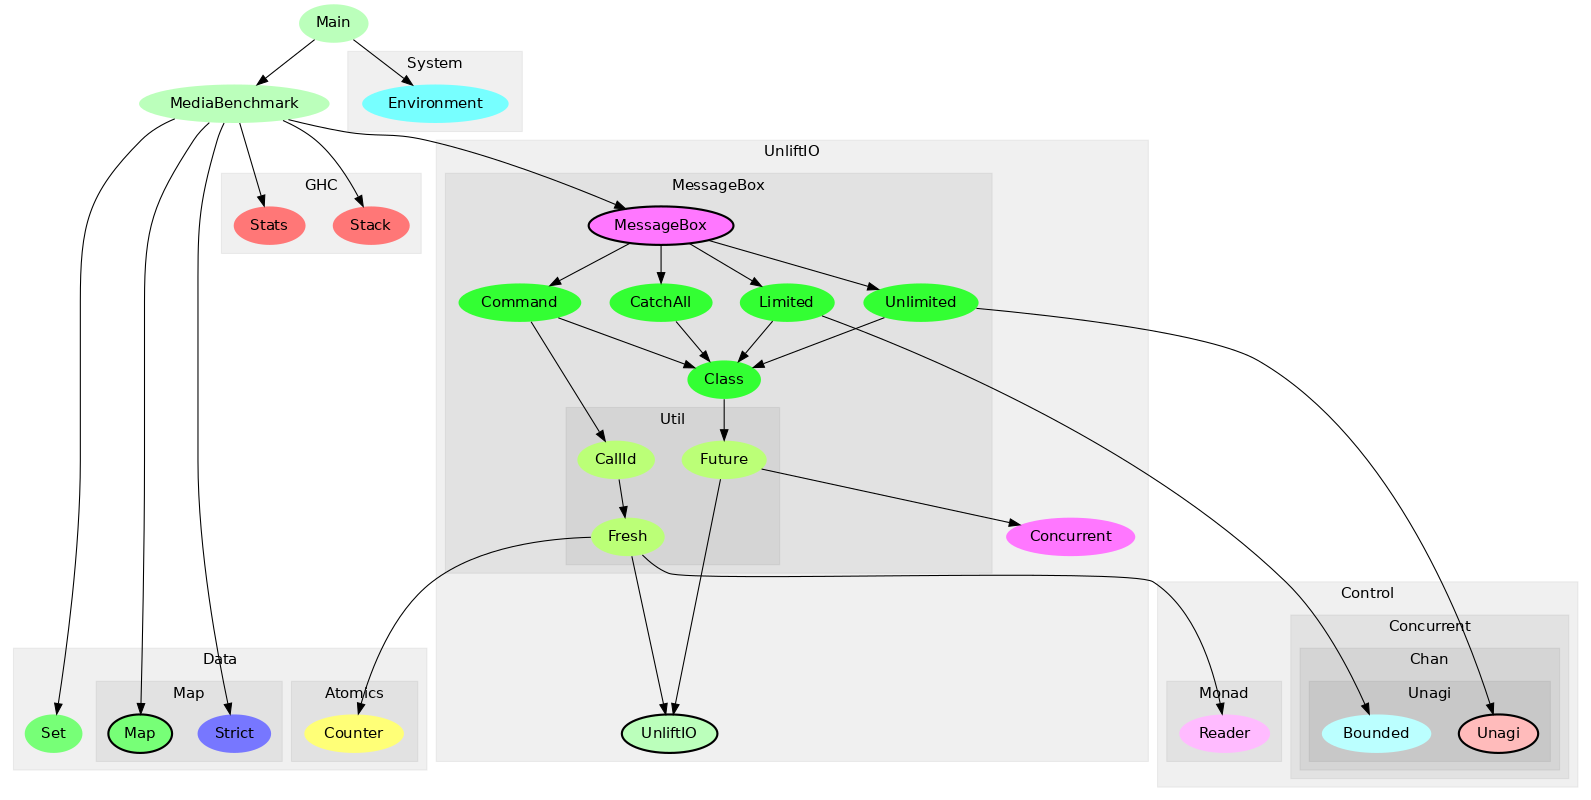 Main
System
MediaBenchmark
Environment
UnliftIO
GHC
MessageBox
Stats
Stack
MessageBox
Command
CatchAll
Limited
Unlimited
Class
Util
CallId
Future
Fresh
Concurrent
Control
Concurrent
Data
Chan
Map
Atomics
Monad
Unagi
Set
Map
Strict
Counter
UnliftIO
Reader
Bounded
Unagi